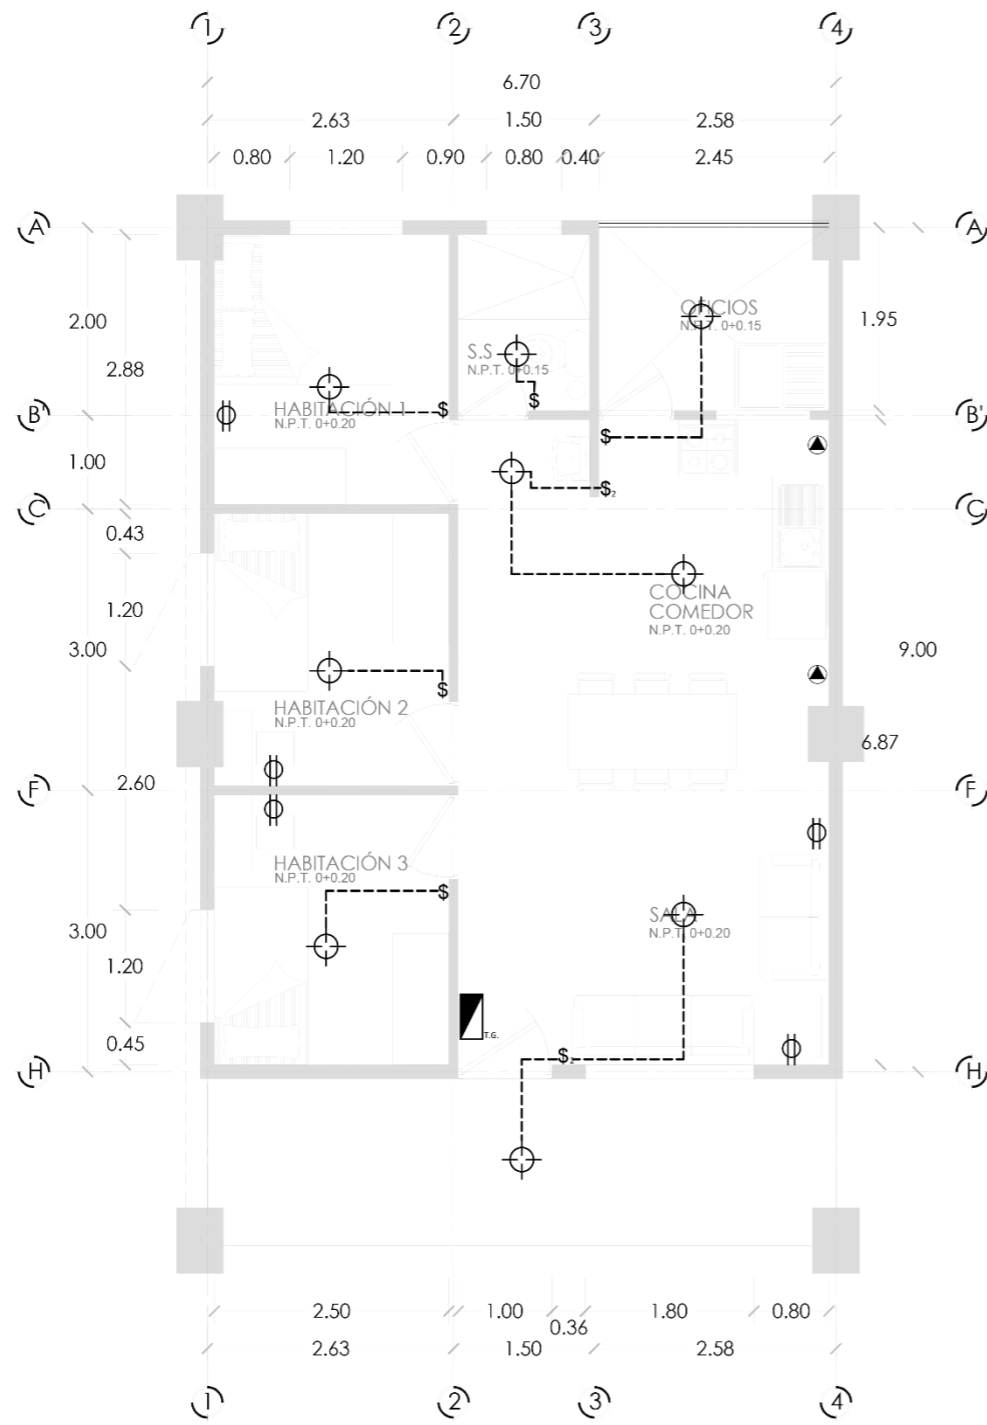 1 2 3 4
6.70
2.63 1.50 2.58
0.80 1.20 0.90 0.80 0.40 2.45
A A
OFICIOS
N.P.T. 0+0.15
2.00 1.95
S.S
N.P.T. 0+0.15
2.88
HABITACIÓN 1
N.P.T. 0+0.20
$ $
B' B'
$
1.00
$2
C C
0.43
COCINA
COMEDOR
N.P.T. 0+0.20
1.20
3.00 9.00
$
HABITACIÓN 2
N.P.T. 0+0.20
6.87
2.60
F F
HABITACIÓN 3
N.P.T. 0+0.20
$
SALA
N.P.T. 0+0.20
3.00
1.20
T.G.
0.45
$2
H H
2.50 1.00 1.80 0.80
0.36
2.63 1.50 2.58
1 2 3 4